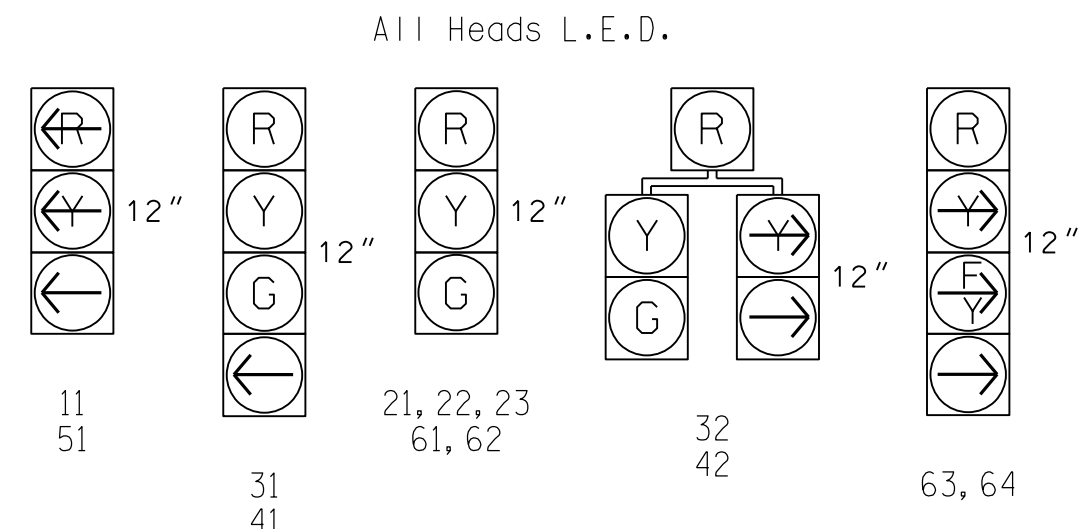 All Heads L.E.D.
R
Y
12"
11
51
R
Y
G
12"
31
41
R
Y
G
12"
21, 22, 23
61, 62
R
Y
G
Y
12"
32
42
R
Y
F
Y
12"
63, 64